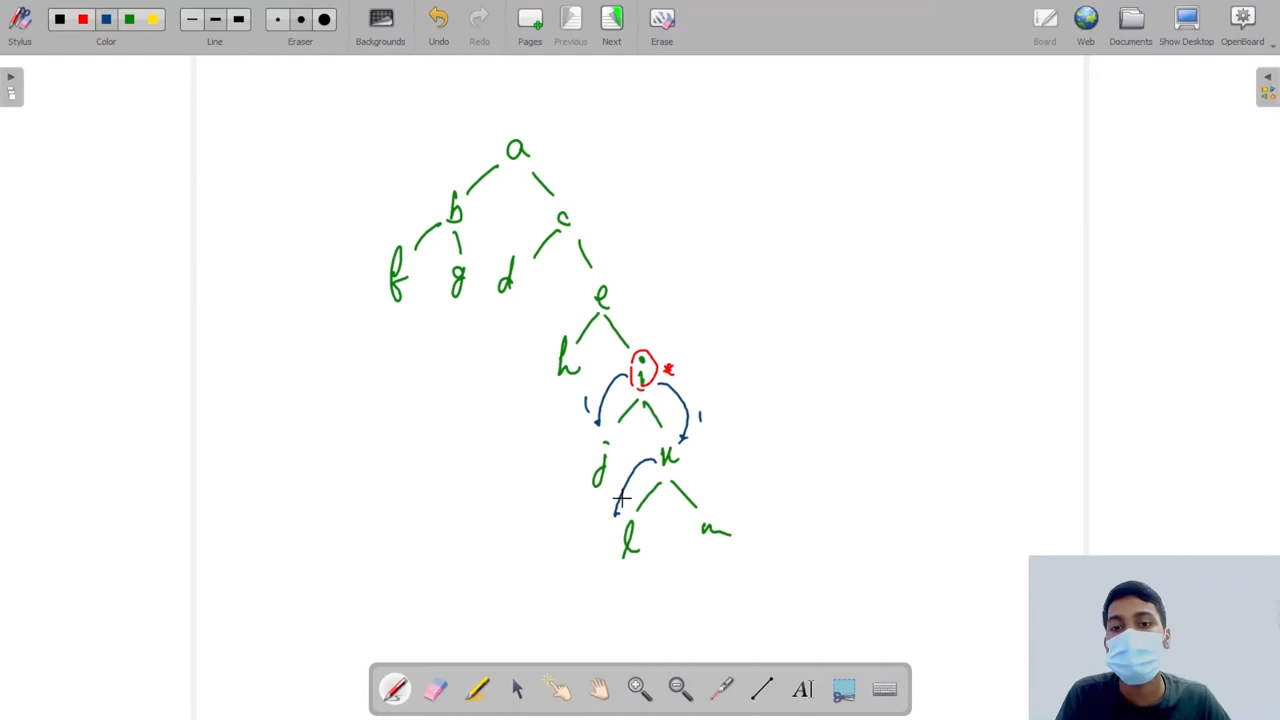 Stylus
Color
Line
Eraser
Backgrounds
Undo
Redo
Pages
Previous
Next
Erase
Board
Web
Documents
Show Desktop
OpenBoard
a
b c
f g d
e
h i *
1 1
j k
l m
A